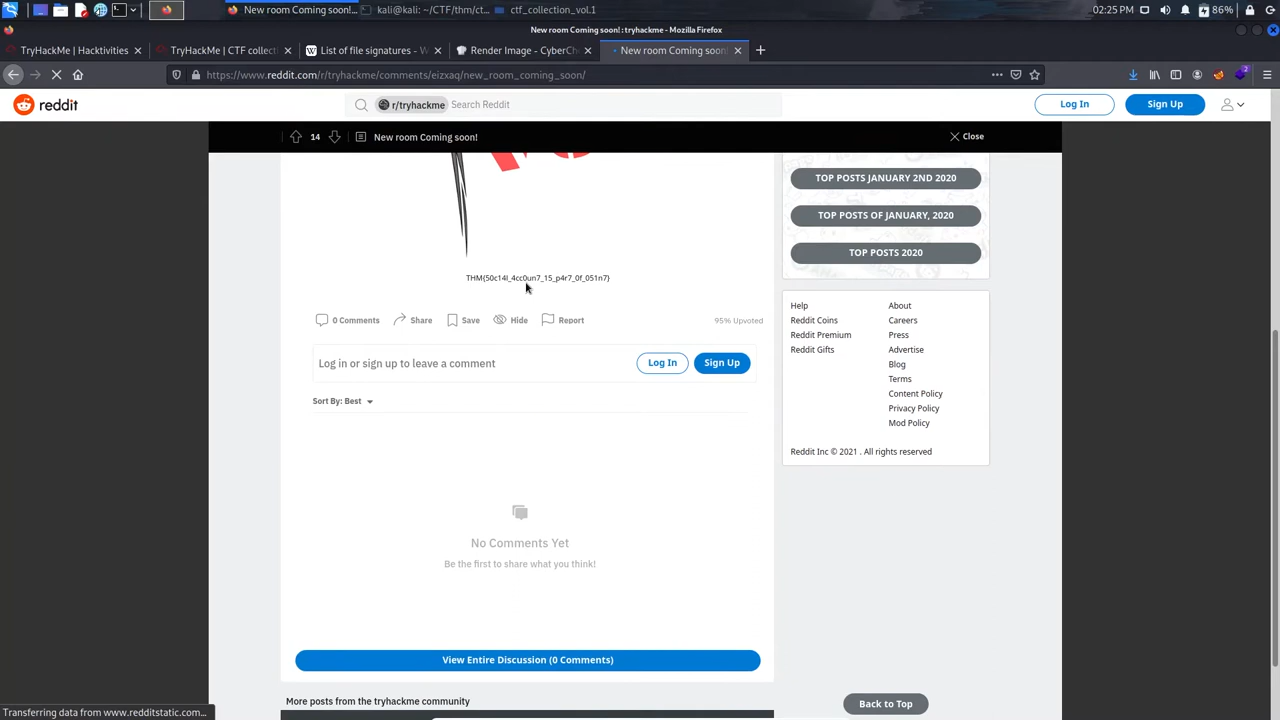 02:25 PM
86%
New room Coming soon!...
kali@kali: ~/CTF/thm/ct...
ctf_collection_vol.1
New room Coming soon! : tryhackme - Mozilla Firefox
TryHackMe | Hacktivities
TryHackMe | CTF collect
List of file signatures - W
Render Image - CyberChe
New room Coming soon!
https://www.reddit.com/r/tryhackme/comments/eizxaq/new_room_coming_soon/
reddit
r/tryhackme
Search Reddit
Log In
Sign Up
14
New room Coming soon!
Close
THM{50c14l_4cc0un7_15_p4r7_0f_051n7}
0 Comments
Share
Save
Hide
Report
95% Upvoted
Log in or sign up to leave a comment
Log In
Sign Up
Sort By: Best
No Comments Yet
Be the first to share what you think!
View Entire Discussion (0 Comments)
More posts from the tryhackme community
TOP POSTS JANUARY 2ND 2020
TOP POSTS OF JANUARY, 2020
TOP POSTS 2020
Help
Reddit Coins
Reddit Premium
Reddit Gifts
About
Careers
Press
Advertise
Blog
Terms
Content Policy
Privacy Policy
Mod Policy
Reddit Inc © 2021 . All rights reserved
Back to Top
Transferring data from www.redditstatic.com...